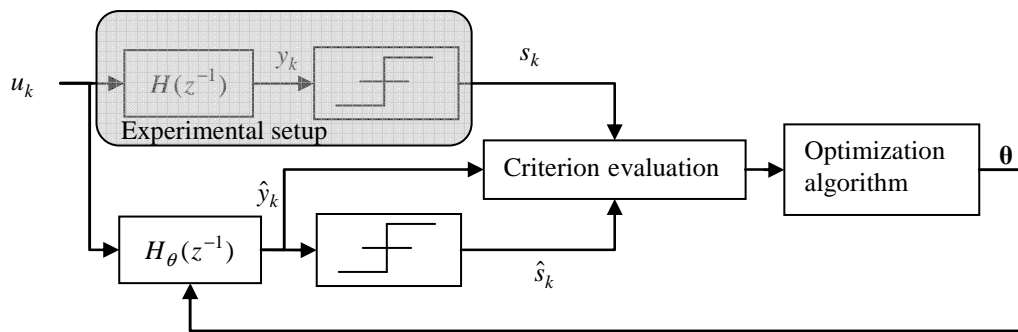 u_k
H(z^{-1})
y_k
s_k
Experimental setup
Criterion evaluation
Optimization
algorithm
θ
ŷ_k
H_θ(z^{-1})
ŝ_k